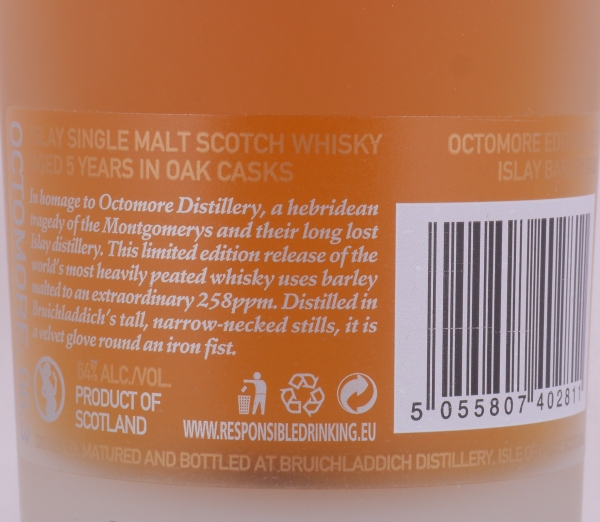 ISLAY SINGLE MALT SCOTCH WHISKY
AGED 5 YEARS IN OAK CASKS
In homage to Octomore Distillery, a hebridean
tragedy of the Montgomerys and their long lost
Islay distillery. This limited edition release of the
world's most heavily peated whisky uses barley
malted to an extraordinary 258ppm. Distilled in
Bruichladdich's tall, narrow-necked stills, it is
a velvet glove round an iron fist.
64% ALC./VOL.
PRODUCT OF
SCOTLAND
WWW.RESPONSIBLEDRINKING.EU
MATURED AND BOTTLED AT BRUICHLADDICH DISTILLERY, ISLE OF
OCTOMORE
OCTOMORE
ISLAY
5 055807 402811